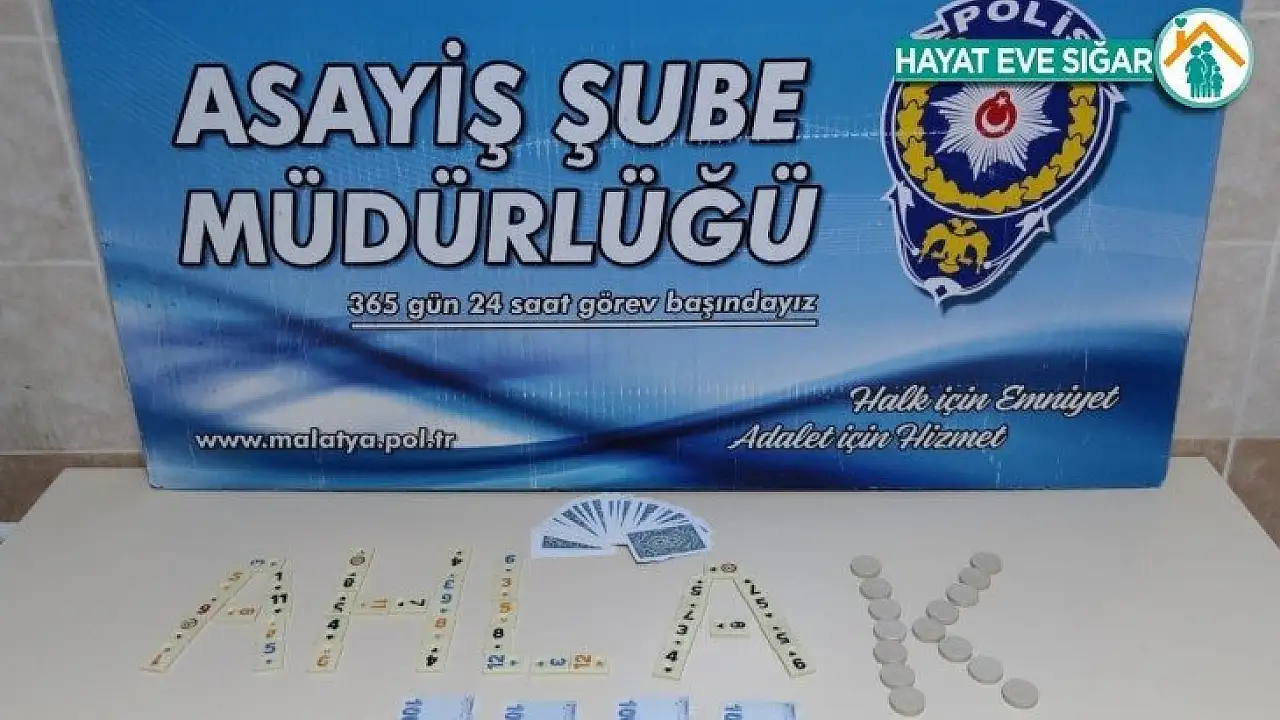 POLİS
HAYAT EVE SIĞAR
ASAYİŞ ŞUBE
MÜDÜRLÜĞÜ
365 gün 24 saat görev başındayız
Halk için Emniyet
Adalet için Hizmet
www.malatya.pol.tr
AHLAK